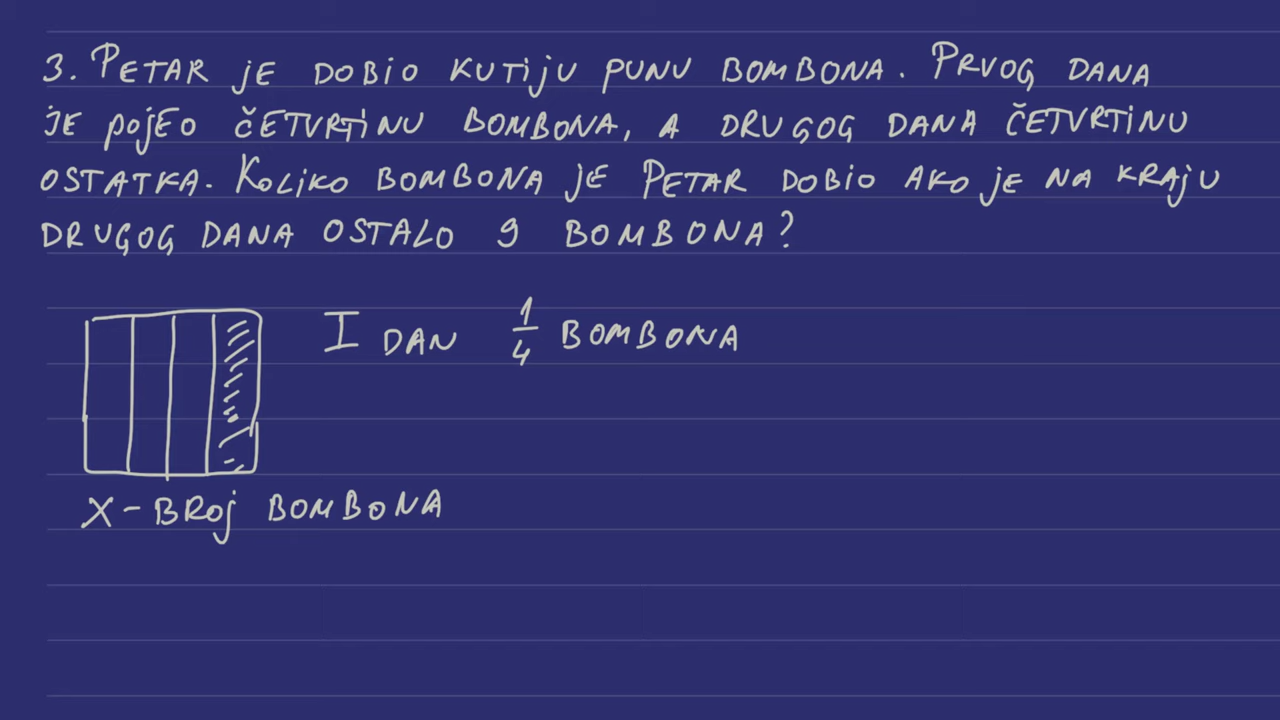 3. PETAR JE DOBIO KUTIJU PUNU BOMBONA. PRVOG DANA
JE POJEO ČETVRTINU BOMBONA, A DRUGOG DANA ČETVRTINU
OSTATKA. KOLIKO BOMBONA JE PETAR DOBIO AKO JE NA KRAJU
DRUGOG DANA OSTALO 9 BOMBONA?
I DAN 1/4 BOMBONA
X - BROJ BOMBONA